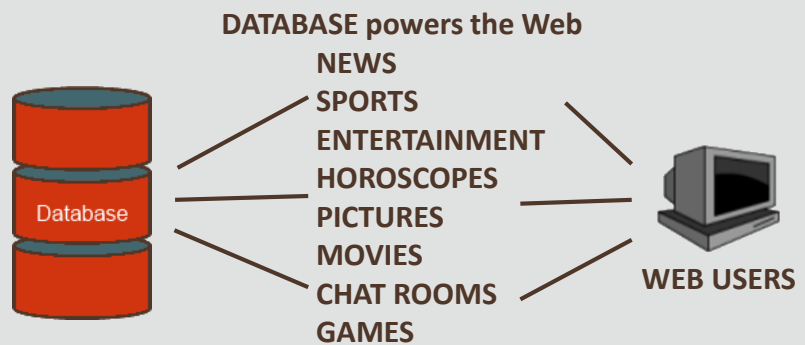 DATABASE powers the Web
NEWS
SPORTS
ENTERTAINMENT
HOROSCOPES
PICTURES
MOVIES
CHAT ROOMS
GAMES
Database
WEB USERS